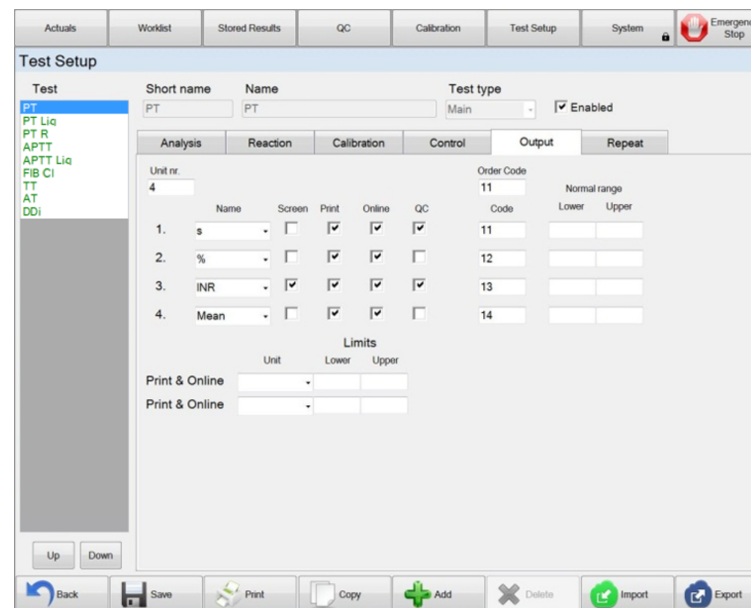 Actuals Worklist Stored Results QC Calibration Test Setup System Emergency Stop
Test Setup
Test Short name Name Test type
PT PT PT Main Enabled
PT Liq
PT R
APTT
APTT Liq
FIB Cl
TT
AT
DDi
Analysis Reaction Calibration Control Output Repeat
Unit nr. Order Code
4 11 Normal range
Name Screen Print Online QC Code Lower Upper
1. s 11
2. % 12
3. INR 13
4. Mean 14
Limits
Unit Lower Upper
Print & Online
Print & Online
Up Down
Back Save Print Copy Add Delete Import Export